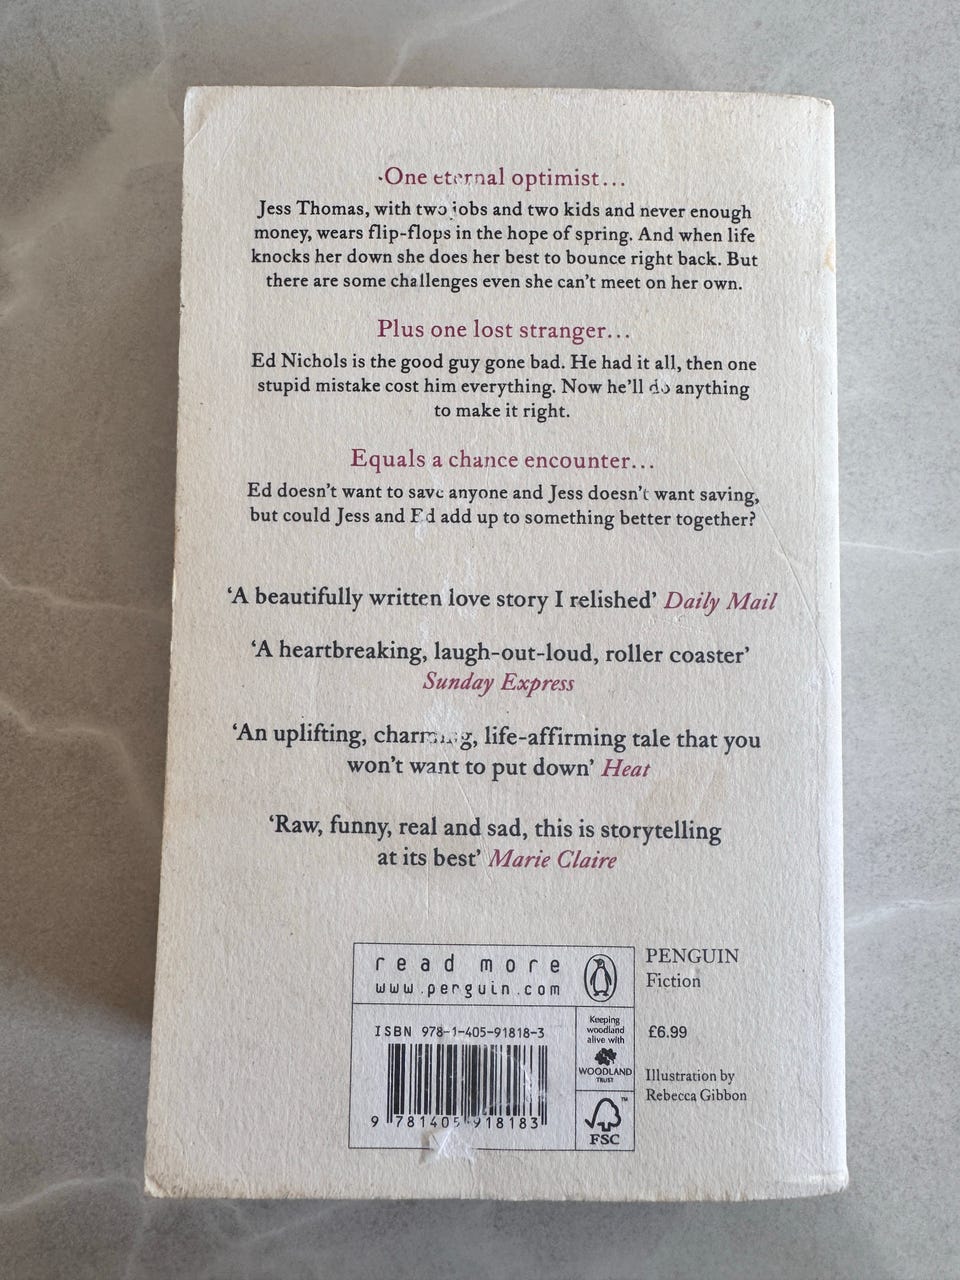 One eternal optimist...
Jess Thomas, with two jobs and two kids and never enough
money, wears flip-flops in the hope of spring. And when life
knocks her down she does her best to bounce right back. But
there are some challenges even she can't meet on her own.
Plus one lost stranger...
Ed Nichols is the good guy gone bad. He had it all, then one
stupid mistake cost him everything. Now he'll do anything
to make it right.
Equals a chance encounter...
Ed doesn't want to save anyone and Jess doesn't want saving,
but could Jess and Ed add up to something better together?
'A beautifully written love story I relished' Daily Mail
'A heartbreaking, laugh-out-loud, roller coaster'
Sunday Express
'An uplifting, charming, life-affirming tale that you
won't want to put down' Heat
'Raw, funny, real and sad, this is storytelling
at its best' Marie Claire
read more
www.penguin.com
PENGUIN
Fiction
ISBN 978-1-405-91818-3
9 781405 918183
Keeping
woodland
alive with
WOODLAND
TRUST
™
FSC
£6.99
Illustration by
Rebecca Gibbon